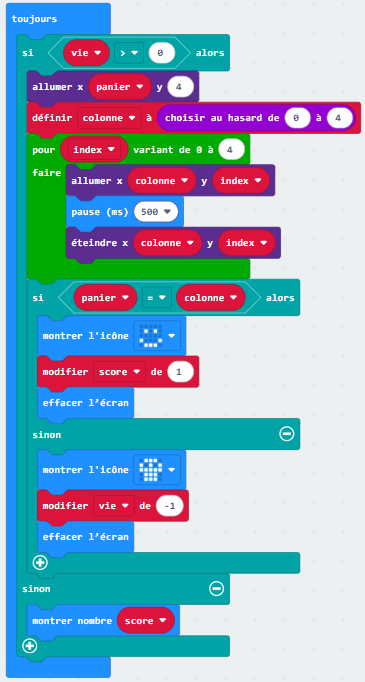 toujours
si vie > 0 alors
allumer x panier y 4
définir colonne à choisir au hasard de 0 à 4
pour index variant de 0 à 4
faire allumer x colonne y index
pause (ms) 500
éteindre x colonne y index
si panier = colonne alors
montrer l'icône
modifier score de 1
effacer l'écran
sinon
montrer l'icône
modifier vie de -1
effacer l'écran
sinon
montrer nombre score